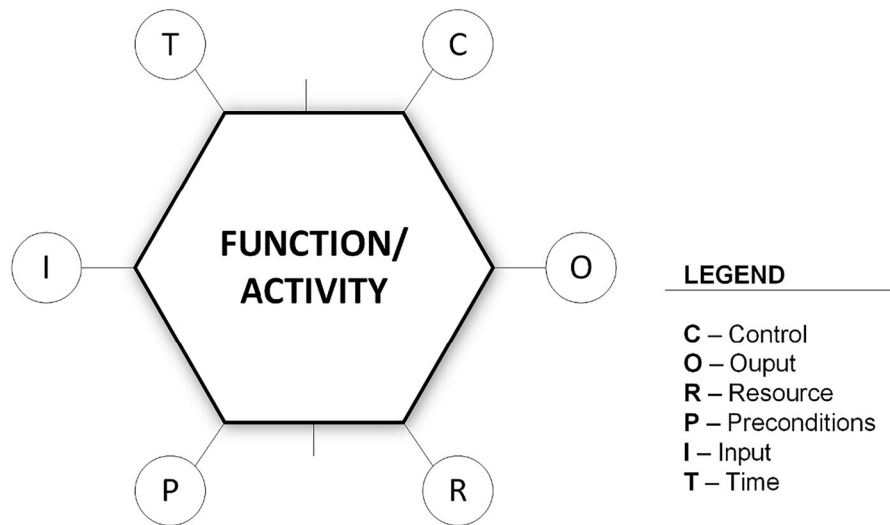 T
C
I
FUNCTION/
ACTIVITY
O
P
R
LEGEND
C – Control
O – Ouput
R – Resource
P – Preconditions
I – Input
T – Time